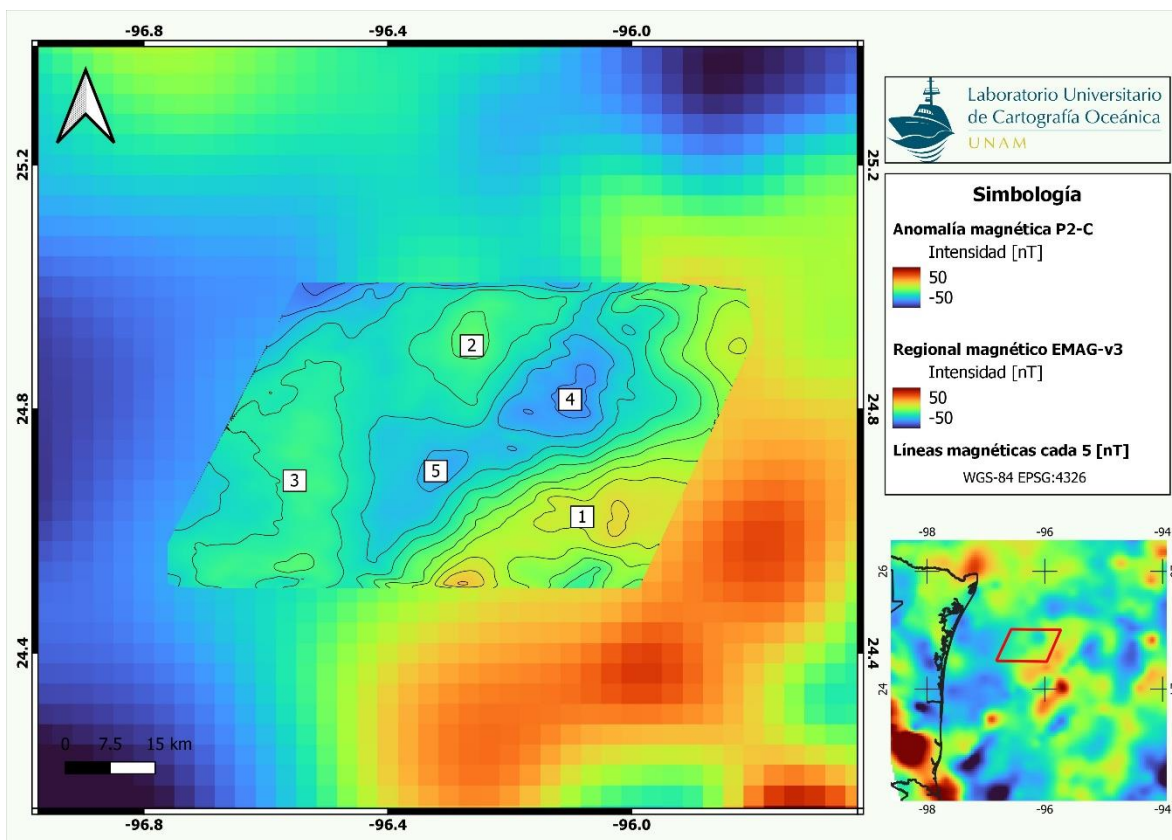 -96.8
-96.4
-96.0
25.2
25.2
24.8
24.8
24.4
24.4
2
4
5
3
1
0 7.5 15 km
-96.8
-96.4
-96.0
Laboratorio Universitario
de Cartografía Oceánica
UNAM
Simbología
Anomalía magnética P2-C
Intensidad [nT]
50
-50
Regional magnético EMAG-v3
Intensidad [nT]
50
-50
Líneas magnéticas cada 5 [nT]
WGS-84 EPSG:4326
-98
-96
-94
26
24
-98
-96
-94